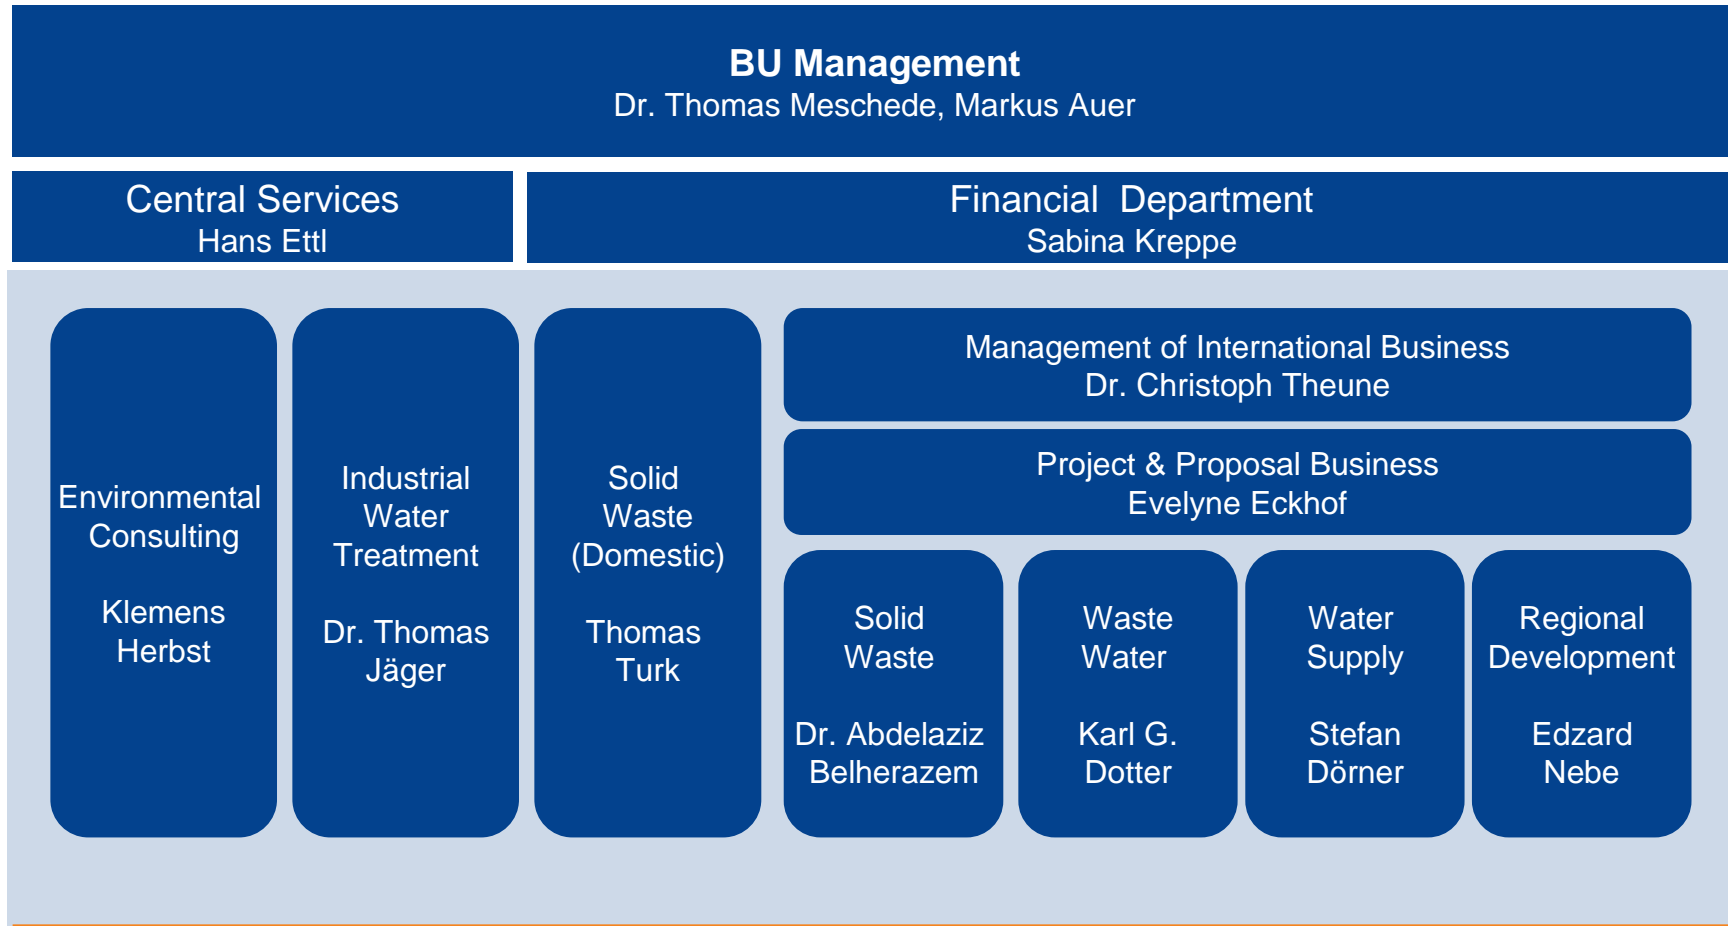 BU Management
Dr. Thomas Meschede, Markus Auer
Central Services
Hans Ettl
Financial Department
Sabina Kreppe
Environmental
Consulting
Klemens
Herbst
Industrial
Water
Treatment
Dr. Thomas
Jäger
Solid
Waste
(Domestic)
Thomas
Turk
Management of International Business
Dr. Christoph Theune
Project & Proposal Business
Evelyne Eckhof
Solid
Waste
Dr. Abdelaziz
Belherazem
Waste
Water
Karl G.
Dotter
Water
Supply
Stefan
Dörner
Regional
Development
Edzard
Nebe